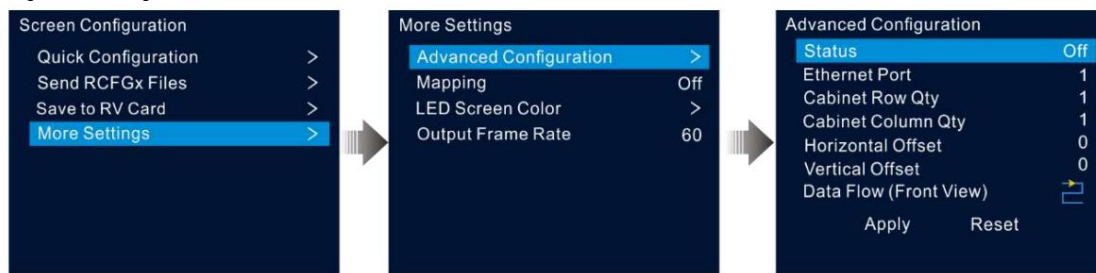 Screen Configuration
Quick Configuration >
Send RCFGx Files >
Save to RV Card >
More Settings >
More Settings
Advanced Configuration >
Mapping Off
LED Screen Color >
Output Frame Rate 60
Advanced Configuration
Status Off
Ethernet Port 1
Cabinet Row Qty 1
Cabinet Column Qty 1
Horizontal Offset 0
Vertical Offset 0
Data Flow (Front View)
Apply Reset